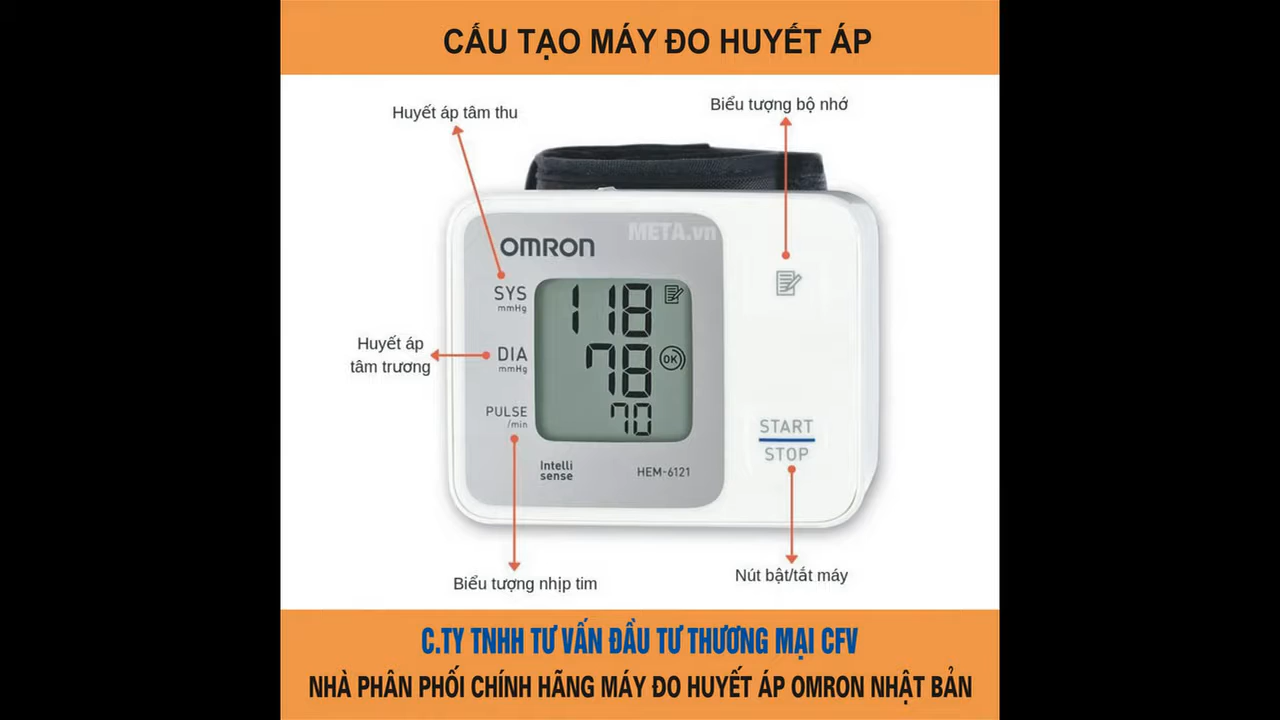 CẤU TẠO MÁY ĐO HUYẾT ÁP
Huyết áp tâm thu
Biểu tượng bộ nhớ
META.vn
OMRON
SYS
mmHg
118
Huyết áp
tâm trương
DIA
mmHg
78
OK
PULSE
/min
70
START
STOP
Intelli
sense
HEM-6121
Biểu tượng nhịp tim
Nút bật/tắt máy
C.TY TNHH TƯ VẤN ĐẦU TƯ THƯƠNG MẠI CFV
NHÀ PHÂN PHỐI CHÍNH HÃNG MÁY ĐO HUYẾT ÁP OMRON NHẬT BẢN